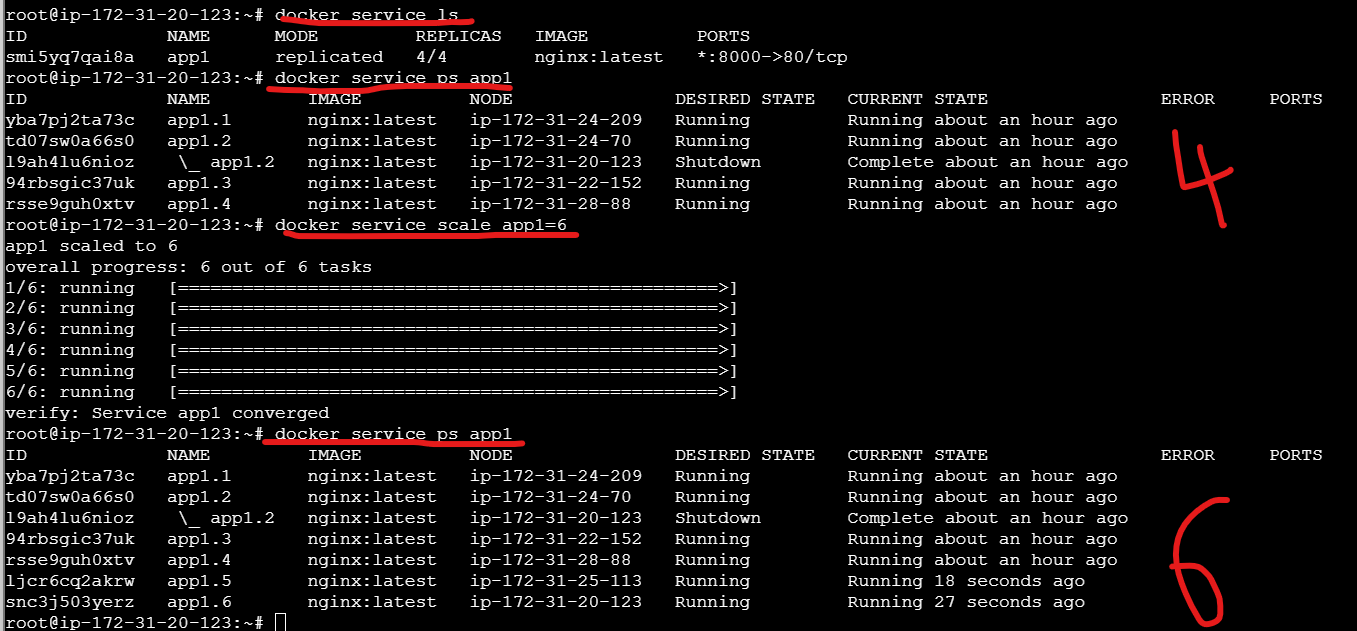 root@ip-172-31-20-123:~# docker service ls
ID NAME MODE REPLICAS IMAGE PORTS
smi5yq7qai8a app1 replicated 4/4 nginx:latest *:8000->80/tcp
root@ip-172-31-20-123:~# docker service ps app1
ID NAME IMAGE NODE DESIRED STATE CURRENT STATE ERROR PORTS
yba7pj2ta73c app1.1 nginx:latest ip-172-31-24-209 Running Running about an hour ago
td07sw0a66s0 app1.2 nginx:latest ip-172-31-24-70 Running Running about an hour ago
l9ah4lu6nioz \_ app1.2 nginx:latest ip-172-31-20-123 Shutdown Complete about an hour ago
94rbsgic37uk app1.3 nginx:latest ip-172-31-22-152 Running Running about an hour ago
rsse9guh0xtv app1.4 nginx:latest ip-172-31-28-88 Running Running about an hour ago
4
root@ip-172-31-20-123:~# docker service scale app1=6
app1 scaled to 6
overall progress: 6 out of 6 tasks
1/6: running [==================================================>]
2/6: running [==================================================>]
3/6: running [==================================================>]
4/6: running [==================================================>]
5/6: running [==================================================>]
6/6: running [==================================================>]
verify: Service app1 converged
root@ip-172-31-20-123:~# docker service ps app1
ID NAME IMAGE NODE DESIRED STATE CURRENT STATE ERROR PORTS
yba7pj2ta73c app1.1 nginx:latest ip-172-31-24-209 Running Running about an hour ago
td07sw0a66s0 app1.2 nginx:latest ip-172-31-24-70 Running Running about an hour ago
l9ah4lu6nioz \_ app1.2 nginx:latest ip-172-31-20-123 Shutdown Complete about an hour ago
94rbsgic37uk app1.3 nginx:latest ip-172-31-22-152 Running Running about an hour ago
rsse9guh0xtv app1.4 nginx:latest ip-172-31-28-88 Running Running about an hour ago
ljcr6cq2akrw app1.5 nginx:latest ip-172-31-25-113 Running Running 18 seconds ago
snc3j503yerz app1.6 nginx:latest ip-172-31-20-123 Running Running 27 seconds ago
6
root@ip-172-31-20-123:~#